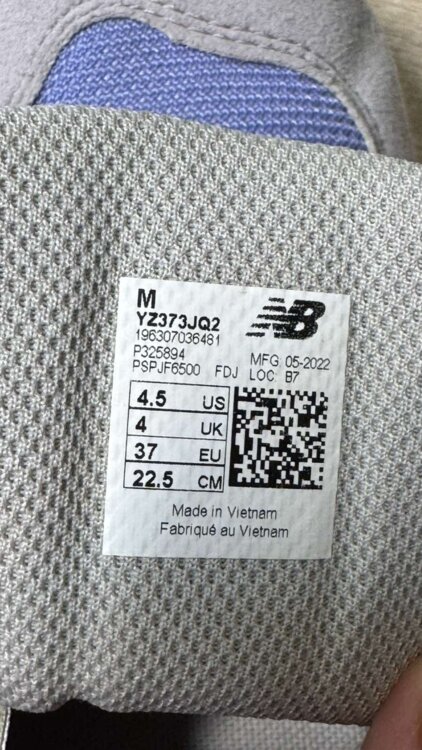 M
YZ373JQ2
NB
196307036481
P325894 MFG 05-2022
PSPJF6500 FDJ LOC: B7
4.5 US
4 UK
37 EU
22.5 CM
Made in Vietnam
Fabriqué au Vietnam